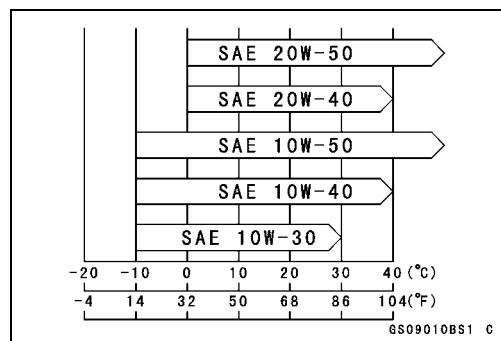 SAE 20W-50
SAE 20W-40
SAE 10W-50
SAE 10W-40
SAE 10W-30
-20 -10 0 10 20 30 40 (°C)
-4 14 32 50 68 86 104(°F)
GS09010BS1 C